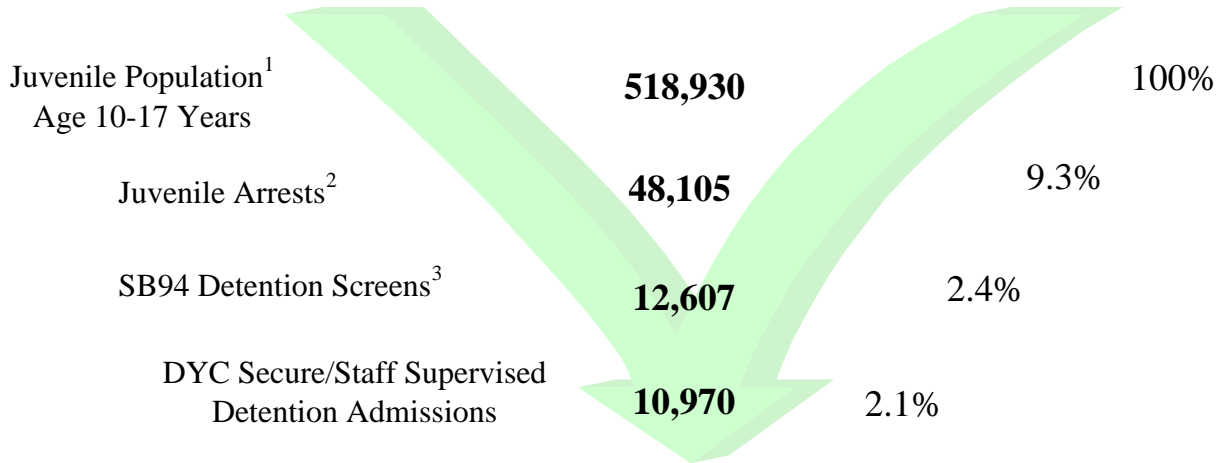 Juvenile Population1 518,930 100%
Age 10-17 Years
Juvenile Arrests2 48,105 9.3%
SB94 Detention Screens3 12,607 2.4%
DYC Secure/Staff Supervised
Detention Admissions 10,970 2.1%